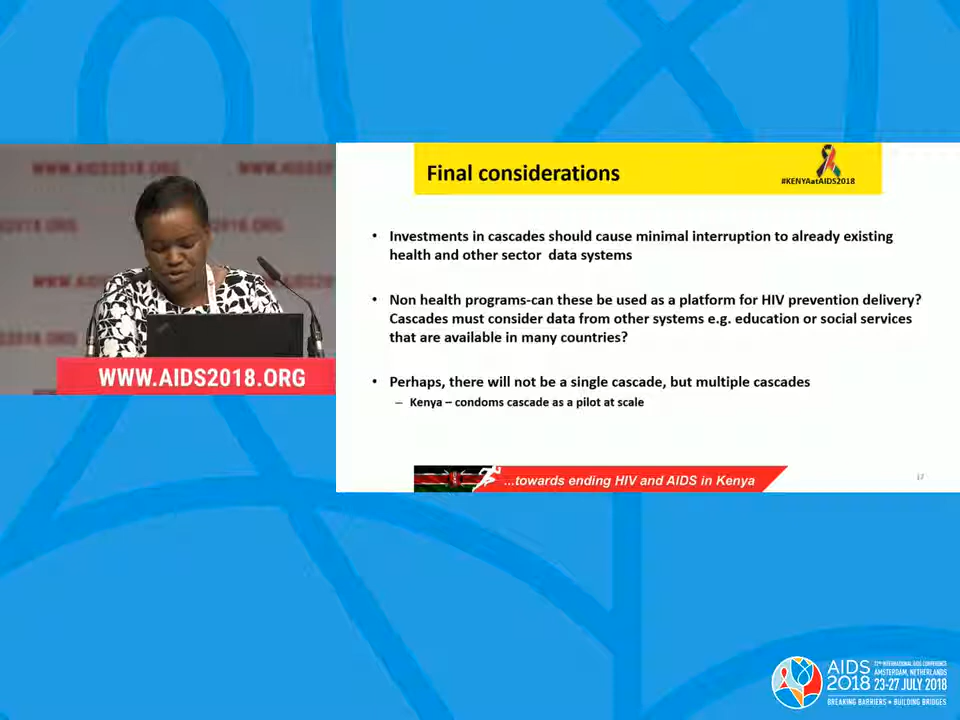 WWW.AIDS2018.ORG
WWW.AIDS2018.ORG
Final considerations
#KENYAatAIDS2018
• Investments in cascades should cause minimal interruption to already existing
health and other sector data systems
• Non health programs-can these be used as a platform for HIV prevention delivery?
Cascades must consider data from other systems e.g. education or social services
that are available in many countries?
• Perhaps, there will not be a single cascade, but multiple cascades
– Kenya – condoms cascade as a pilot at scale
...towards ending HIV and AIDS in Kenya
17
AIDS 2018
22ND INTERNATIONAL AIDS CONFERENCE
AMSTERDAM, NETHERLANDS
23-27 JULY 2018
BREAKING BARRIERS • BUILDING BRIDGES